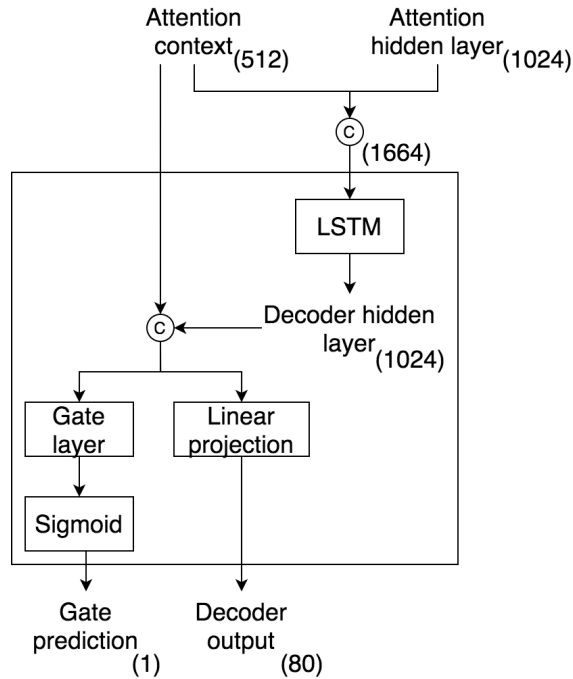 Attention
context(512)
Attention
hidden layer(1024)
C
(1664)
LSTM
Decoder hidden
layer(1024)
C
Gate
layer
Linear
projection
Sigmoid
Gate
prediction(1)
Decoder
output(80)